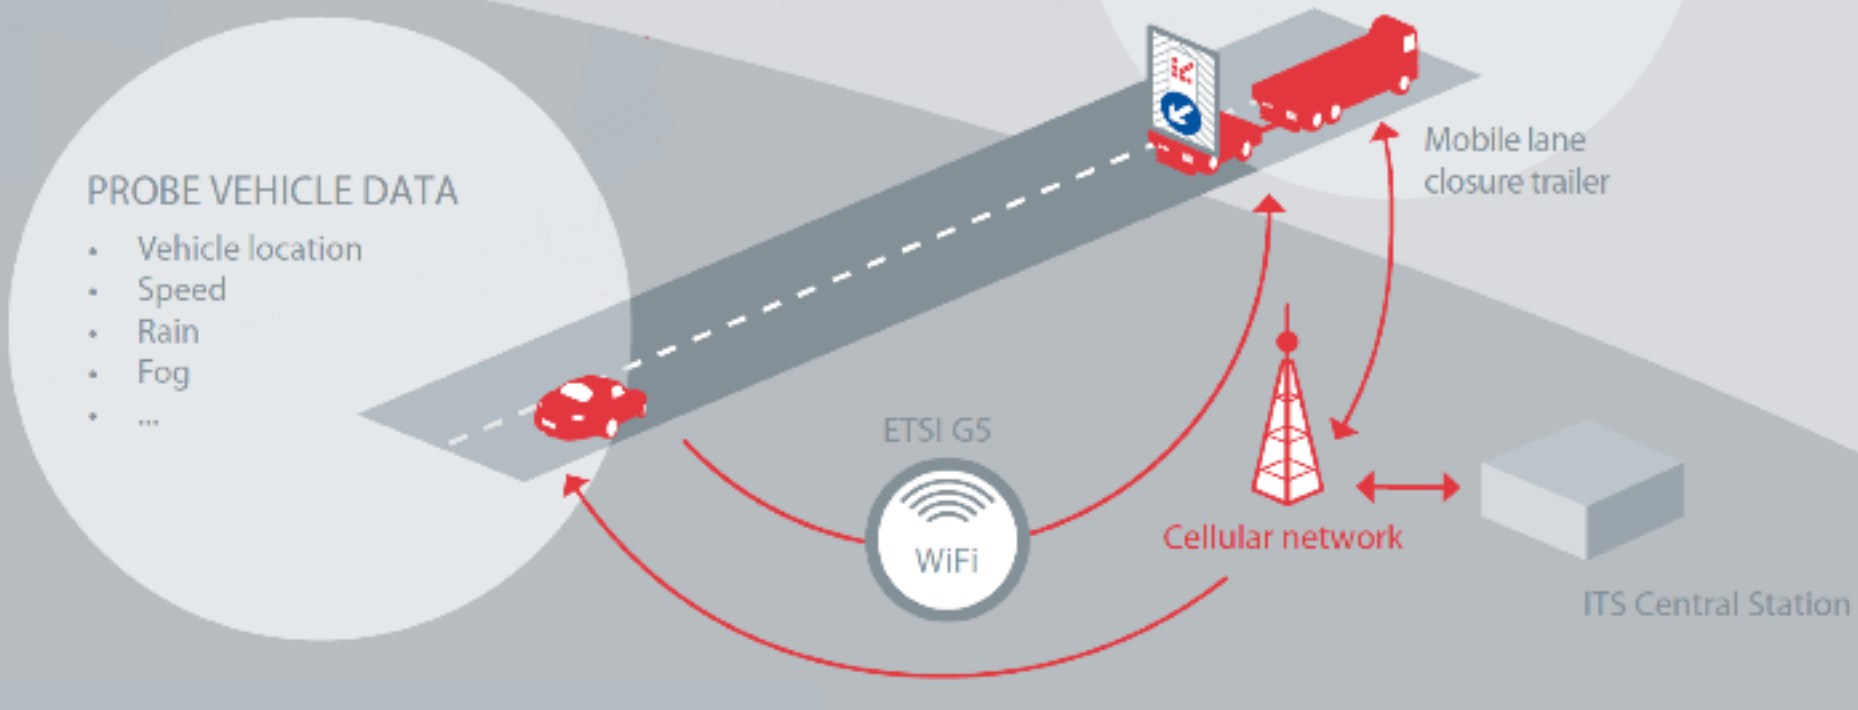 PROBE VEHICLE DATA
• Vehicle location
• Speed
• Rain
• Fog
• ...
Mobile lane
closure trailer
ETSI G5
WiFi
Cellular network
ITS Central Station